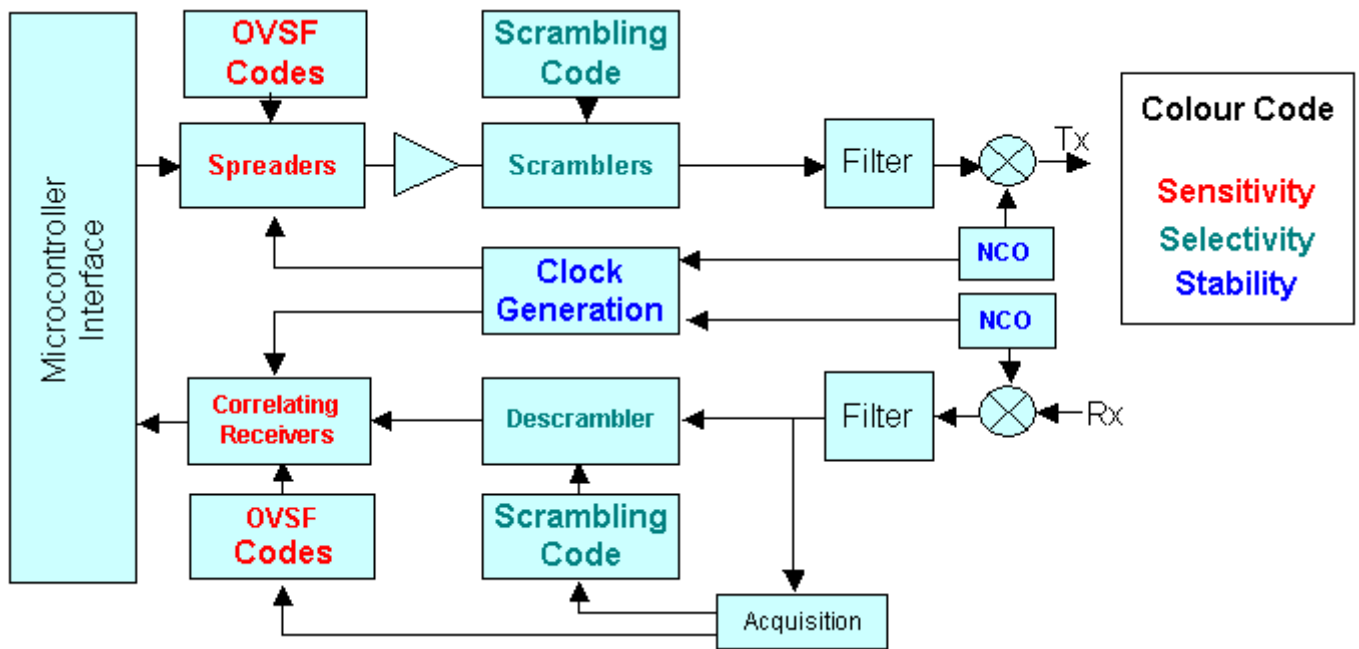 OVSF
Codes
Scrambling
Code
Microcontroller
Interface
Spreaders
Scramblers
Filter
Tx
Colour Code
Sensitivity
Selectivity
Stability
Clock
Generation
NCO
NCO
Correlating
Receivers
Descrambler
Filter
Rx
OVSF
Codes
Scrambling
Code
Acquisition